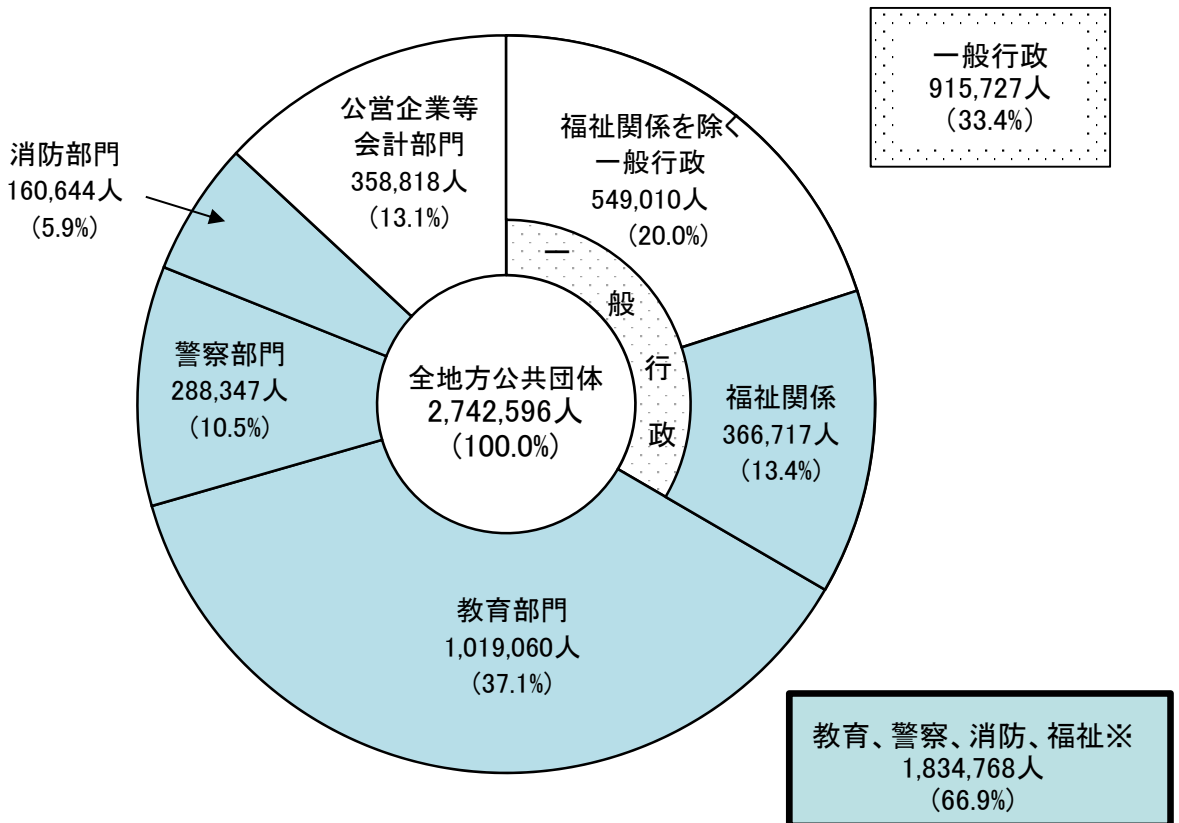 一般行政
915,727人
（33.4%）
公営企業等
会計部門
358,818人
（13.1%）
福祉関係を除く
一般行政
549,010人
（20.0%）
消防部門
160,644人
（5.9%）
一
般
行
政
警察部門
288,347人
（10.5%）
全地方公共団体
2,742,596人
（100.0%）
福祉関係
366,717人
（13.4%）
教育部門
1,019,060人
（37.1%）
教育、警察、消防、福祉※
1,834,768人
（66.9%）